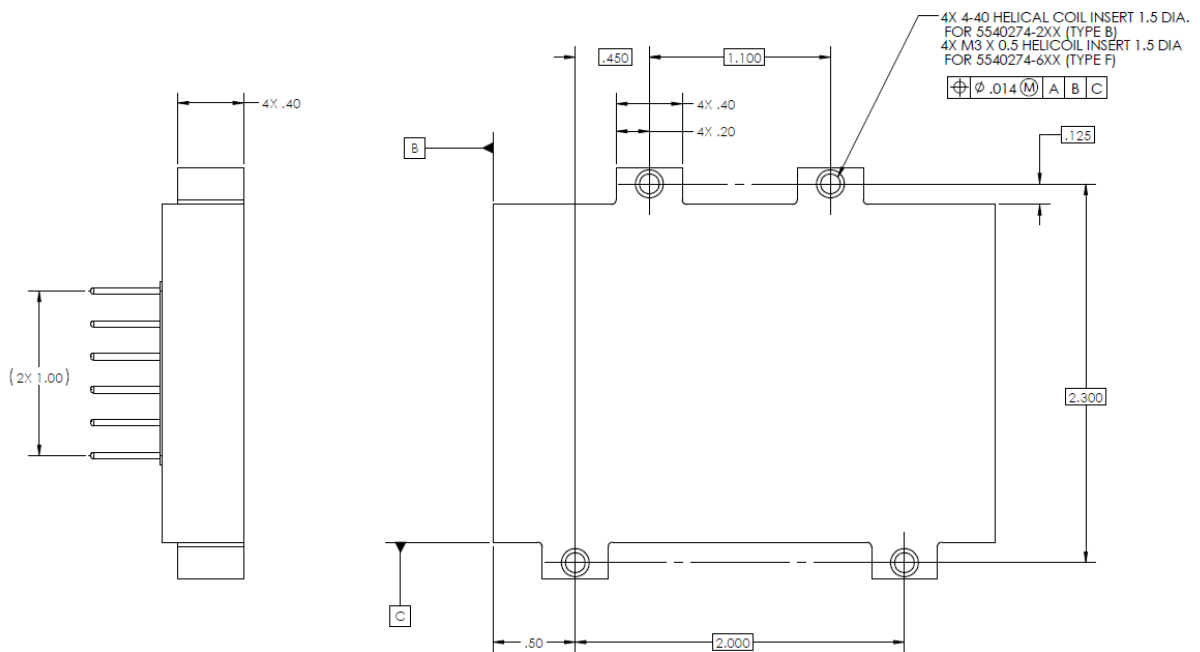 4X 4-40 HELICAL COIL INSERT 1.5 DIA.
FOR 5540274-2XX (TYPE B)
4X M3 X 0.5 HELICOIL INSERT 1.5 DIA
FOR 5540274-6XX (TYPE F)
⌖ Ø .014 Ⓜ A B C
.450
1.100
4X .40
4X .40
4X .20
.125
B
(2X 1.00)
2.300
C
.50
2.000